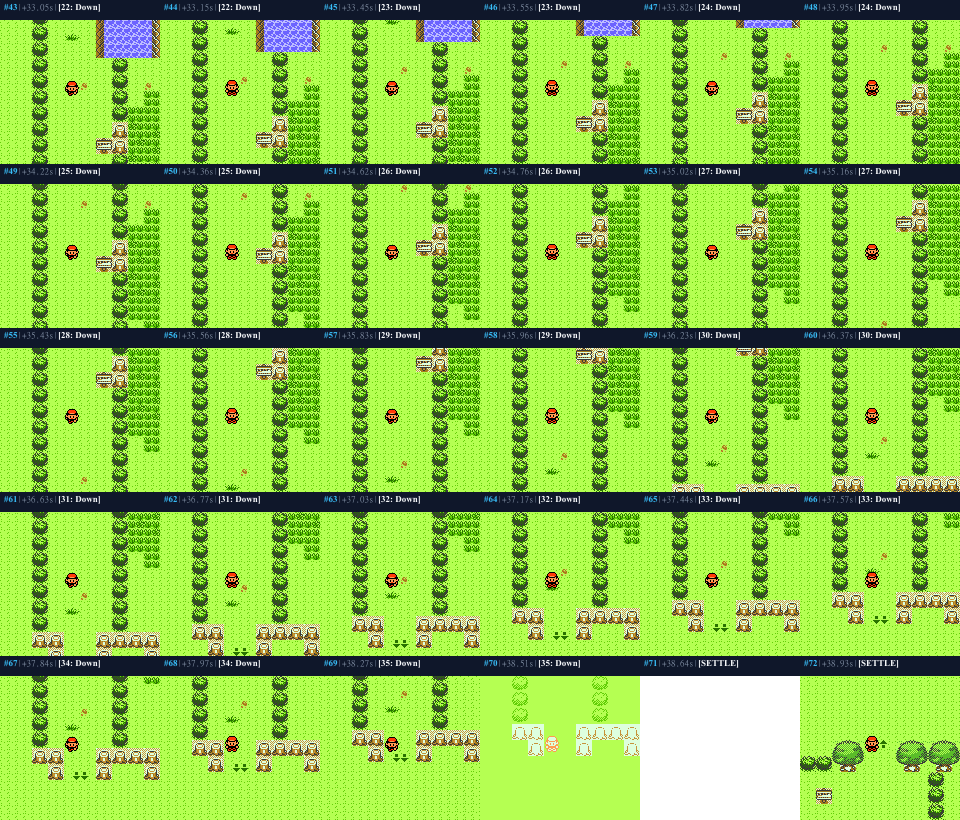 #43|+33.05s| [22: Down]
#44|+33.15s| [22: Down]
#45|+33.45s| [23: Down]
#46|+33.55s| [23: Down]
#47|+33.82s| [24: Down]
#48|+33.95s| [24: Down]
#49|+34.22s| [25: Down]
#50|+34.36s| [25: Down]
#51|+34.62s| [26: Down]
#52|+34.76s| [26: Down]
#53|+35.02s| [27: Down]
#54|+35.16s| [27: Down]
#55|+35.43s| [28: Down]
#56|+35.56s| [28: Down]
#57|+35.83s| [29: Down]
#58|+35.96s| [29: Down]
#59|+36.23s| [30: Down]
#60|+36.37s| [30: Down]
#61|+36.63s| [31: Down]
#62|+36.77s| [31: Down]
#63|+37.03s| [32: Down]
#64|+37.17s| [32: Down]
#65|+37.44s| [33: Down]
#66|+37.57s| [33: Down]
#67|+37.84s| [34: Down]
#68|+37.97s| [34: Down]
#69|+38.27s| [35: Down]
#70|+38.51s| [35: Down]
#71|+38.64s| [SETTLE]
#72|+38.93s| [SETTLE]